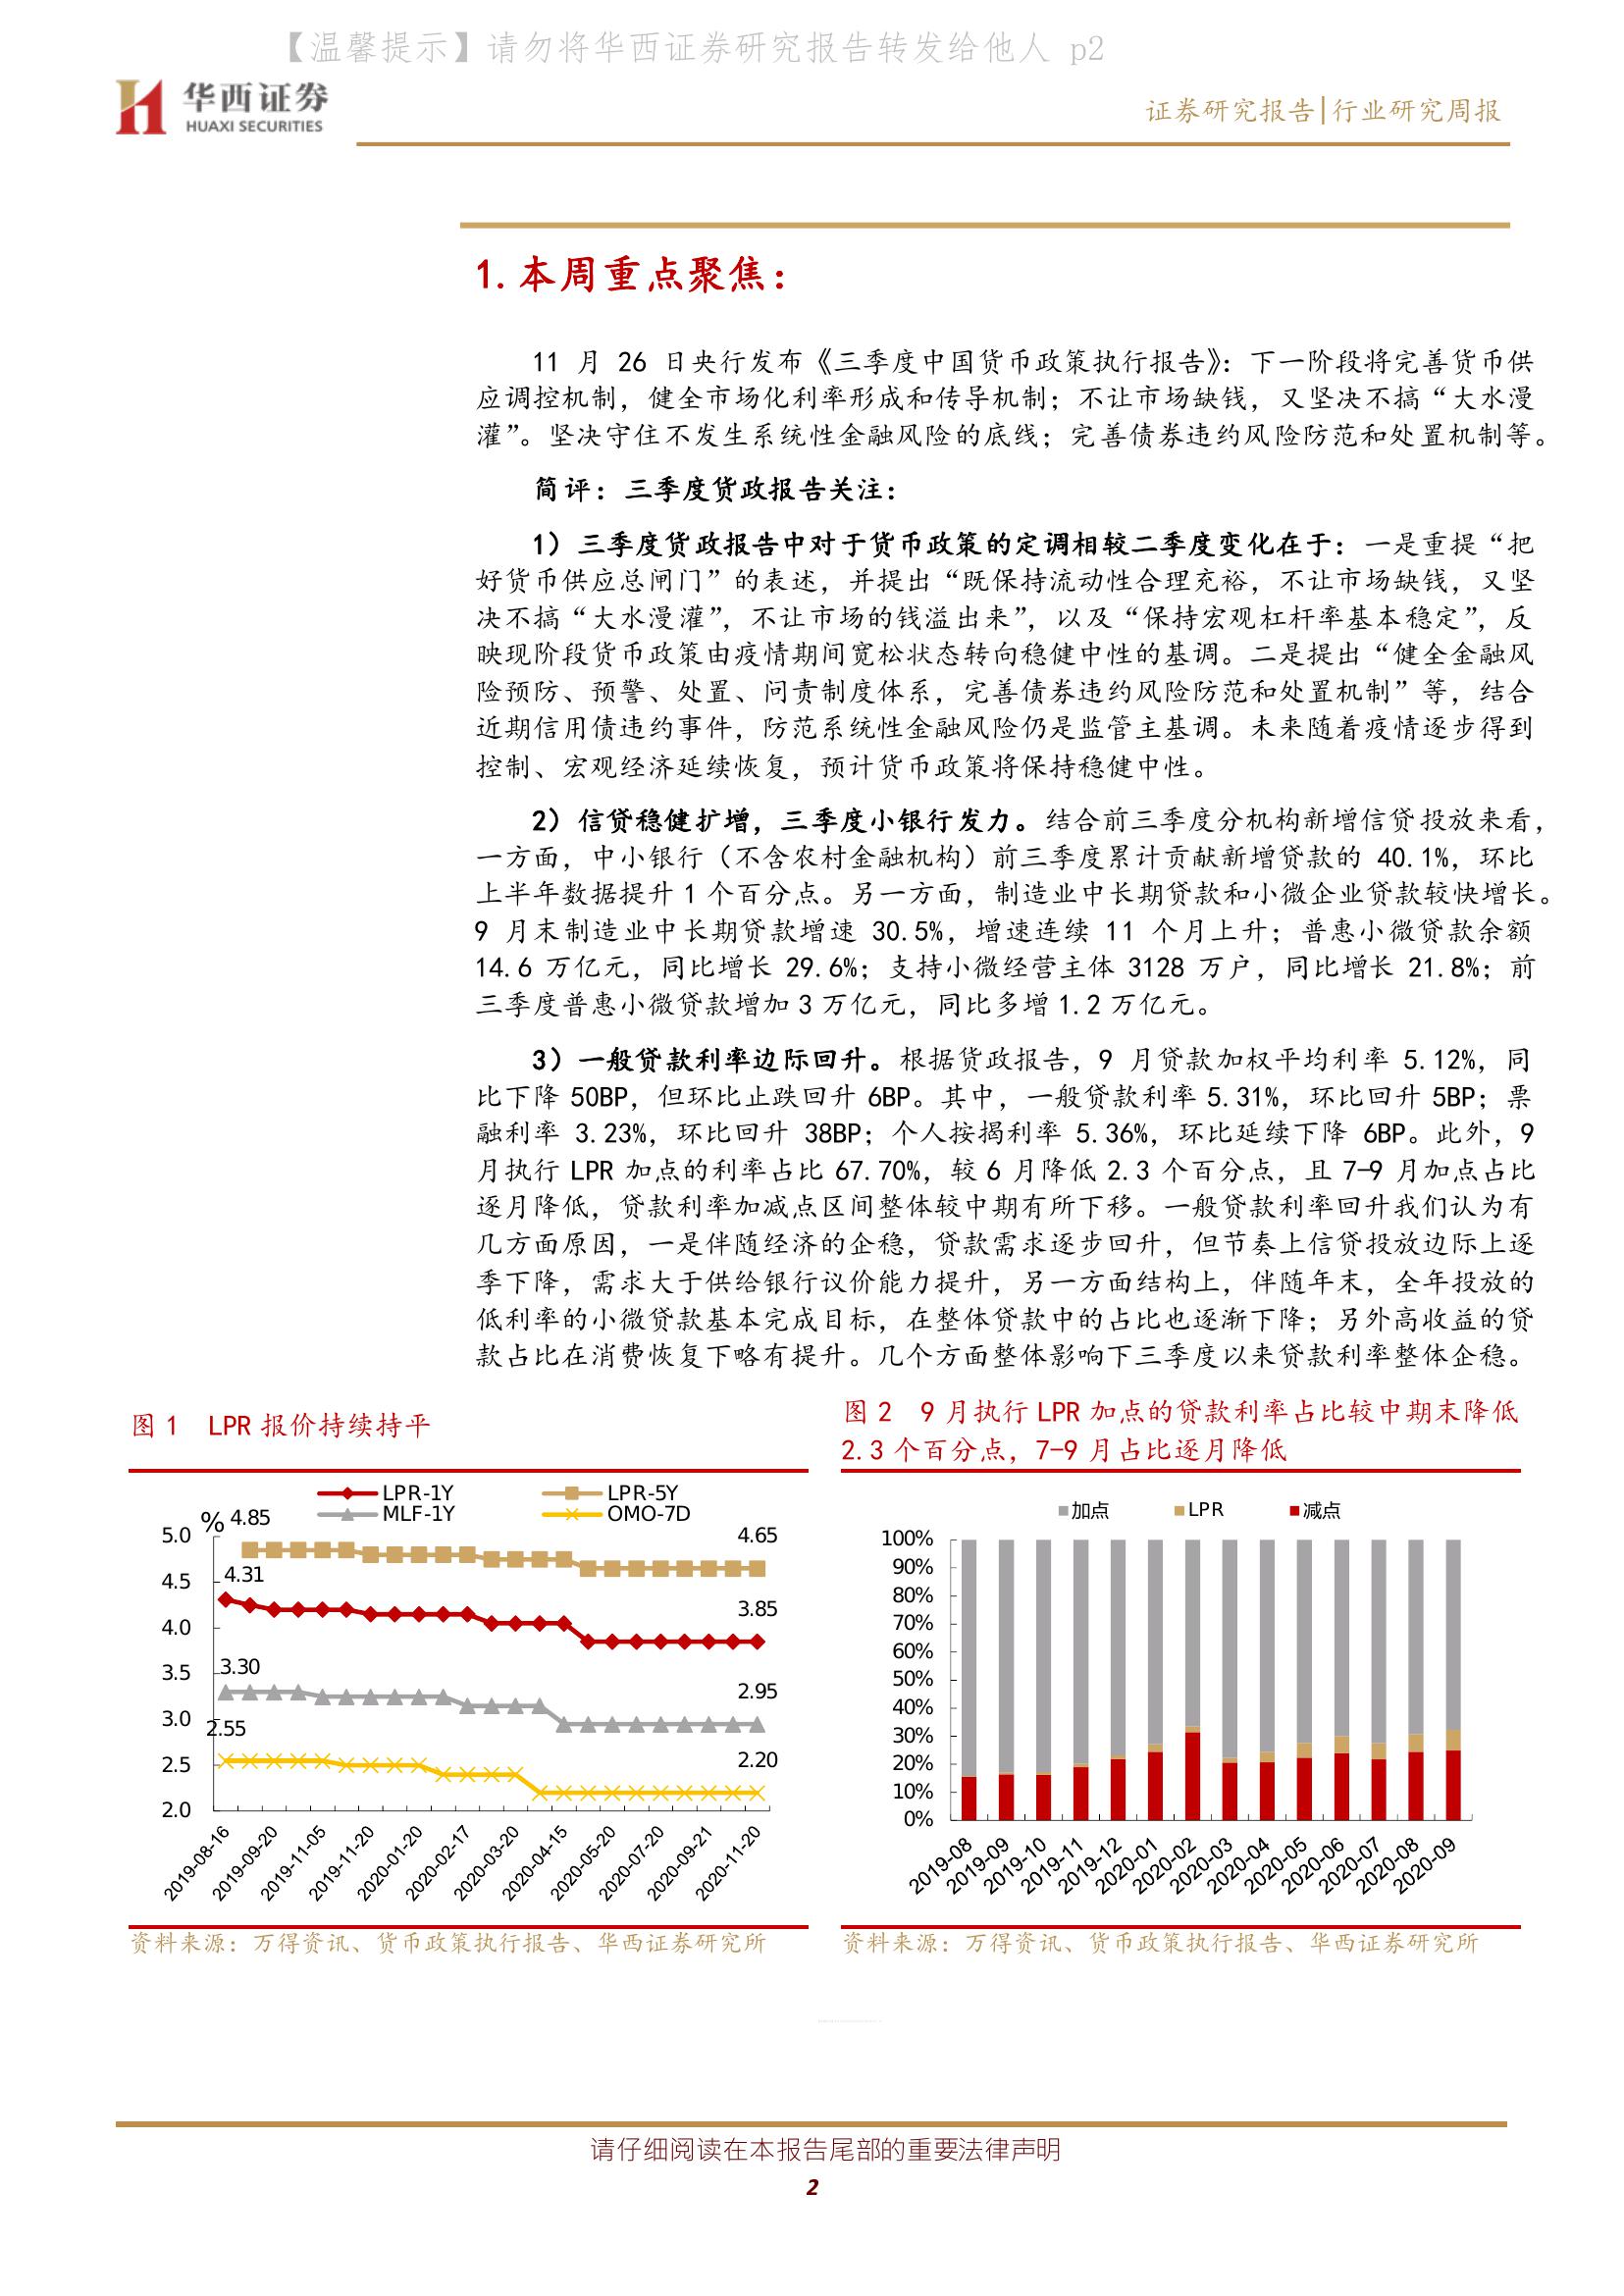 【温馨提示】请勿将华西证券研究报告转发给他人 p2
华西证券
HUAXI SECURITIES
证券研究报告|行业研究周报
1.本周重点聚焦：
11 月 26 日央行发布《三季度中国货币政策执行报告》：下一阶段将完善货币供
应调控机制，健全市场化利率形成和传导机制；不让市场缺钱，又坚决不搞“大水漫
灌”。坚决守住不发生系统性金融风险的底线；完善债券违约风险防范和处置机制等。
简评：三季度货政报告关注：
1）三季度货政报告中对于货币政策的定调相较二季度变化在于：一是重提“把
好货币供应总闸门”的表述，并提出“既保持流动性合理充裕，不让市场缺钱，又坚
决不搞“大水漫灌”，不让市场的钱溢出来”，以及“保持宏观杠杆率基本稳定”，反
映现阶段货币政策由疫情期间宽松状态转向稳健中性的基调。二是提出“健全金融风
险预防、预警、处置、问责制度体系，完善债券违约风险防范和处置机制”等，结合
近期信用债违约事件，防范系统性金融风险仍是监管主基调。未来随着疫情逐步得到
控制、宏观经济延续恢复，预计货币政策将保持稳健中性。
2）信贷稳健扩增，三季度小银行发力。结合前三季度分机构新增信贷投放来看，
一方面，中小银行（不含农村金融机构）前三季度累计贡献新增贷款的 40.1%，环比
上半年数据提升 1 个百分点。另一方面，制造业中长期贷款和小微企业贷款较快增长。
9 月末制造业中长期贷款增速 30.5%，增速连续 11 个月上升；普惠小微贷款余额
14.6 万亿元，同比增长 29.6%；支持小微经营主体 3128 万户，同比增长 21.8%；前
三季度普惠小微贷款增加 3 万亿元，同比多增 1.2 万亿元。
3）一般贷款利率边际回升。根据货政报告，9 月贷款加权平均利率 5.12%，同
比下降 50BP，但环比止跌回升 6BP。其中，一般贷款利率 5.31%，环比回升 5BP；票
融利率 3.23%，环比回升 38BP；个人按揭利率 5.36%，环比延续下降 6BP。此外，9
月执行 LPR 加点的利率占比 67.70%，较 6 月降低 2.3 个百分点，且 7-9 月加点占比
逐月降低，贷款利率加减点区间整体较中期有所下移。一般贷款利率回升我们认为有
几方面原因，一是伴随经济的企稳，贷款需求逐步回升，但节奏上信贷投放边际上逐
季下降，需求大于供给银行议价能力提升，另一方面结构上，伴随年末，全年投放的
低利率的小微贷款基本完成目标，在整体贷款中的占比也逐渐下降；另外高收益的贷
款占比在消费恢复下略有提升。几个方面整体影响下三季度以来贷款利率整体企稳。
图 1 LPR 报价持续持平
LPR-1Y
LPR-5Y
MLF-1Y
OMO-7D
%
4.85
4.65
4.31
3.85
3.30
2.95
2.55
2.20
5.0
4.5
4.0
3.5
3.0
2.5
2.0
2019-08-16
2019-09-20
2019-11-05
2019-11-20
2020-01-20
2020-02-17
2020-03-20
2020-04-15
2020-05-20
2020-07-20
2020-09-21
2020-11-20
资料来源：万得资讯、货币政策执行报告、华西证券研究所
图 2 9 月执行 LPR 加点的贷款利率占比较中期末降低
2.3 个百分点，7-9 月占比逐月降低
加点
LPR
减点
100%
90%
80%
70%
60%
50%
40%
30%
20%
10%
0%
2019-08
2019-09
2019-10
2019-11
2019-12
2020-01
2020-02
2020-03
2020-04
2020-05
2020-06
2020-07
2020-08
2020-09
资料来源：万得资讯、货币政策执行报告、华西证券研究所
请仔细阅读在本报告尾部的重要法律声明
2